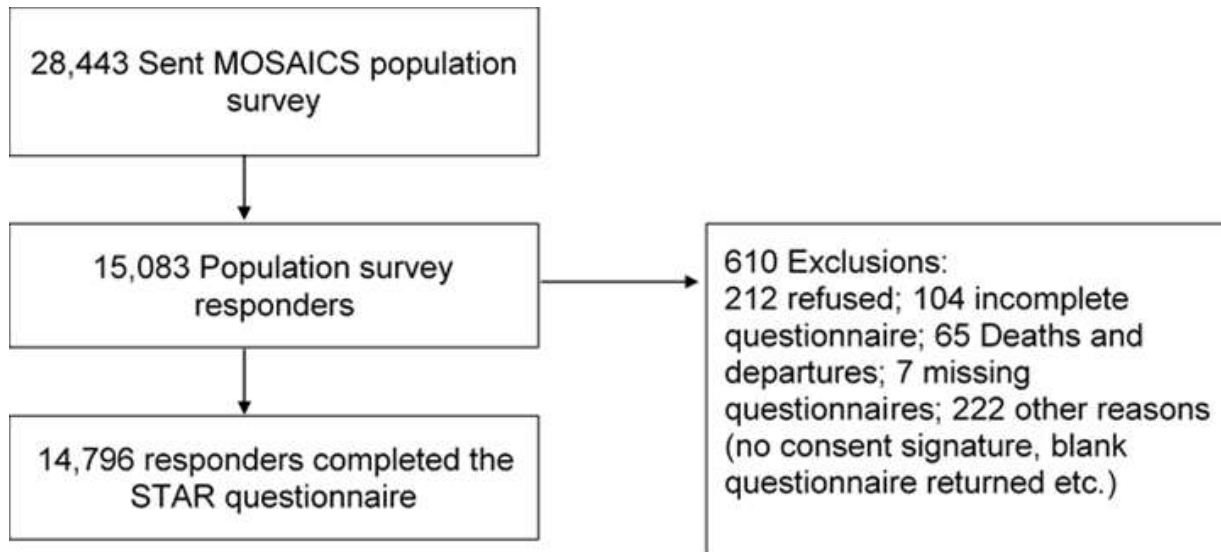 28,443 Sent MOSAICS population
survey
15,083 Population survey
responders
610 Exclusions:
212 refused; 104 incomplete
questionnaire; 65 Deaths and
departures; 7 missing
questionnaires; 222 other reasons
(no consent signature, blank
questionnaire returned etc.)
14,796 responders completed the
STAR questionnaire